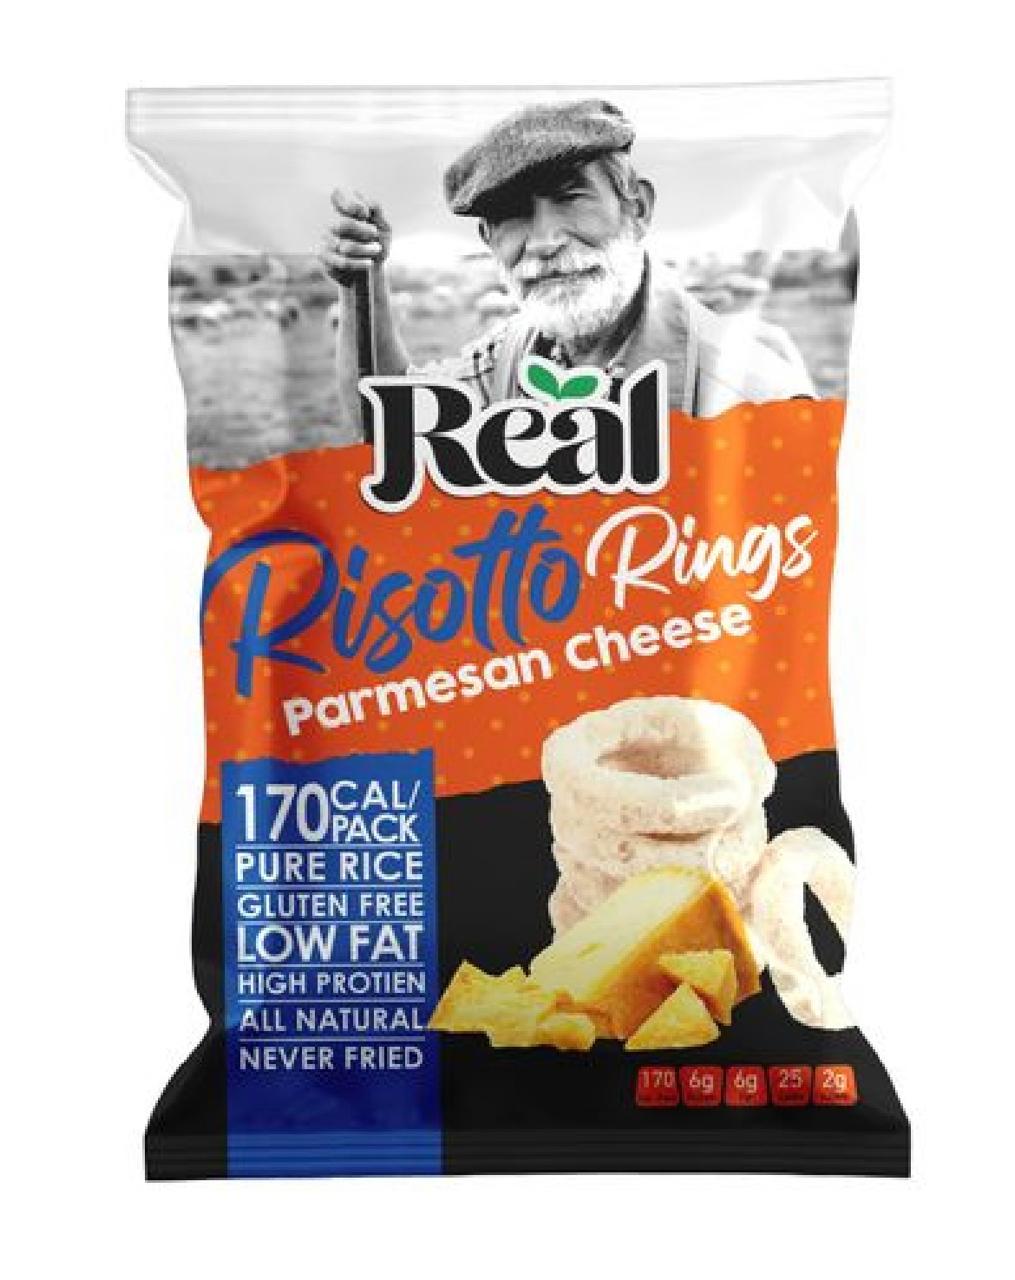 Real
Risotto Rings
Parmesan Cheese
170 CAL/
PACK
PURE RICE
GLUTEN FREE
LOW FAT
HIGH PROTIEN
ALL NATURAL
NEVER FRIED
170 6g 6g 25 2g